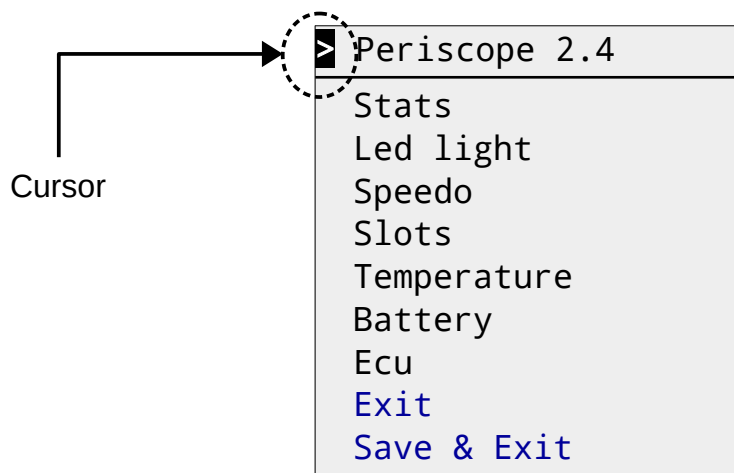 > Periscope 2.4
Stats
Led light
Speedo
Cursor
Slots
Temperature
Battery
Ecu
Exit
Save & Exit